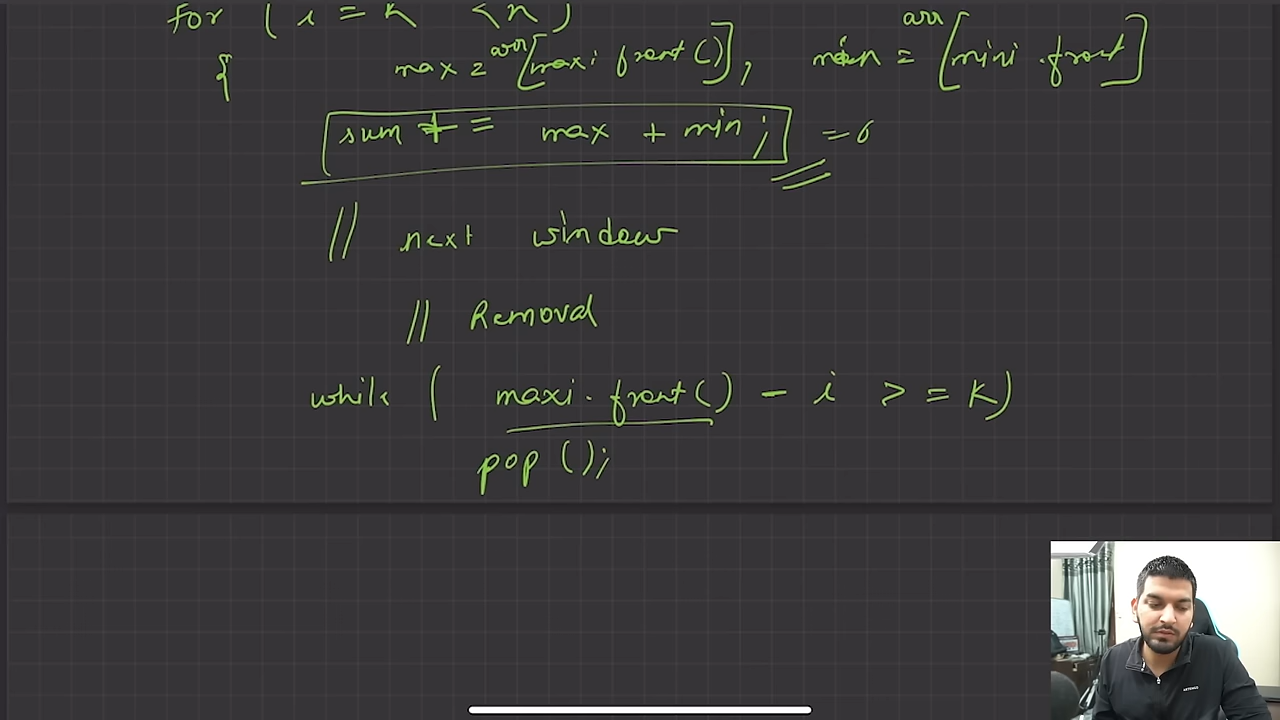 for ( i = K <n )
{ max = arr[maxi. front()], min = arr[mini.front]
sum += max + min; = 0
// next window
// Removal
while ( maxi. front() - i >= K)
pop ();